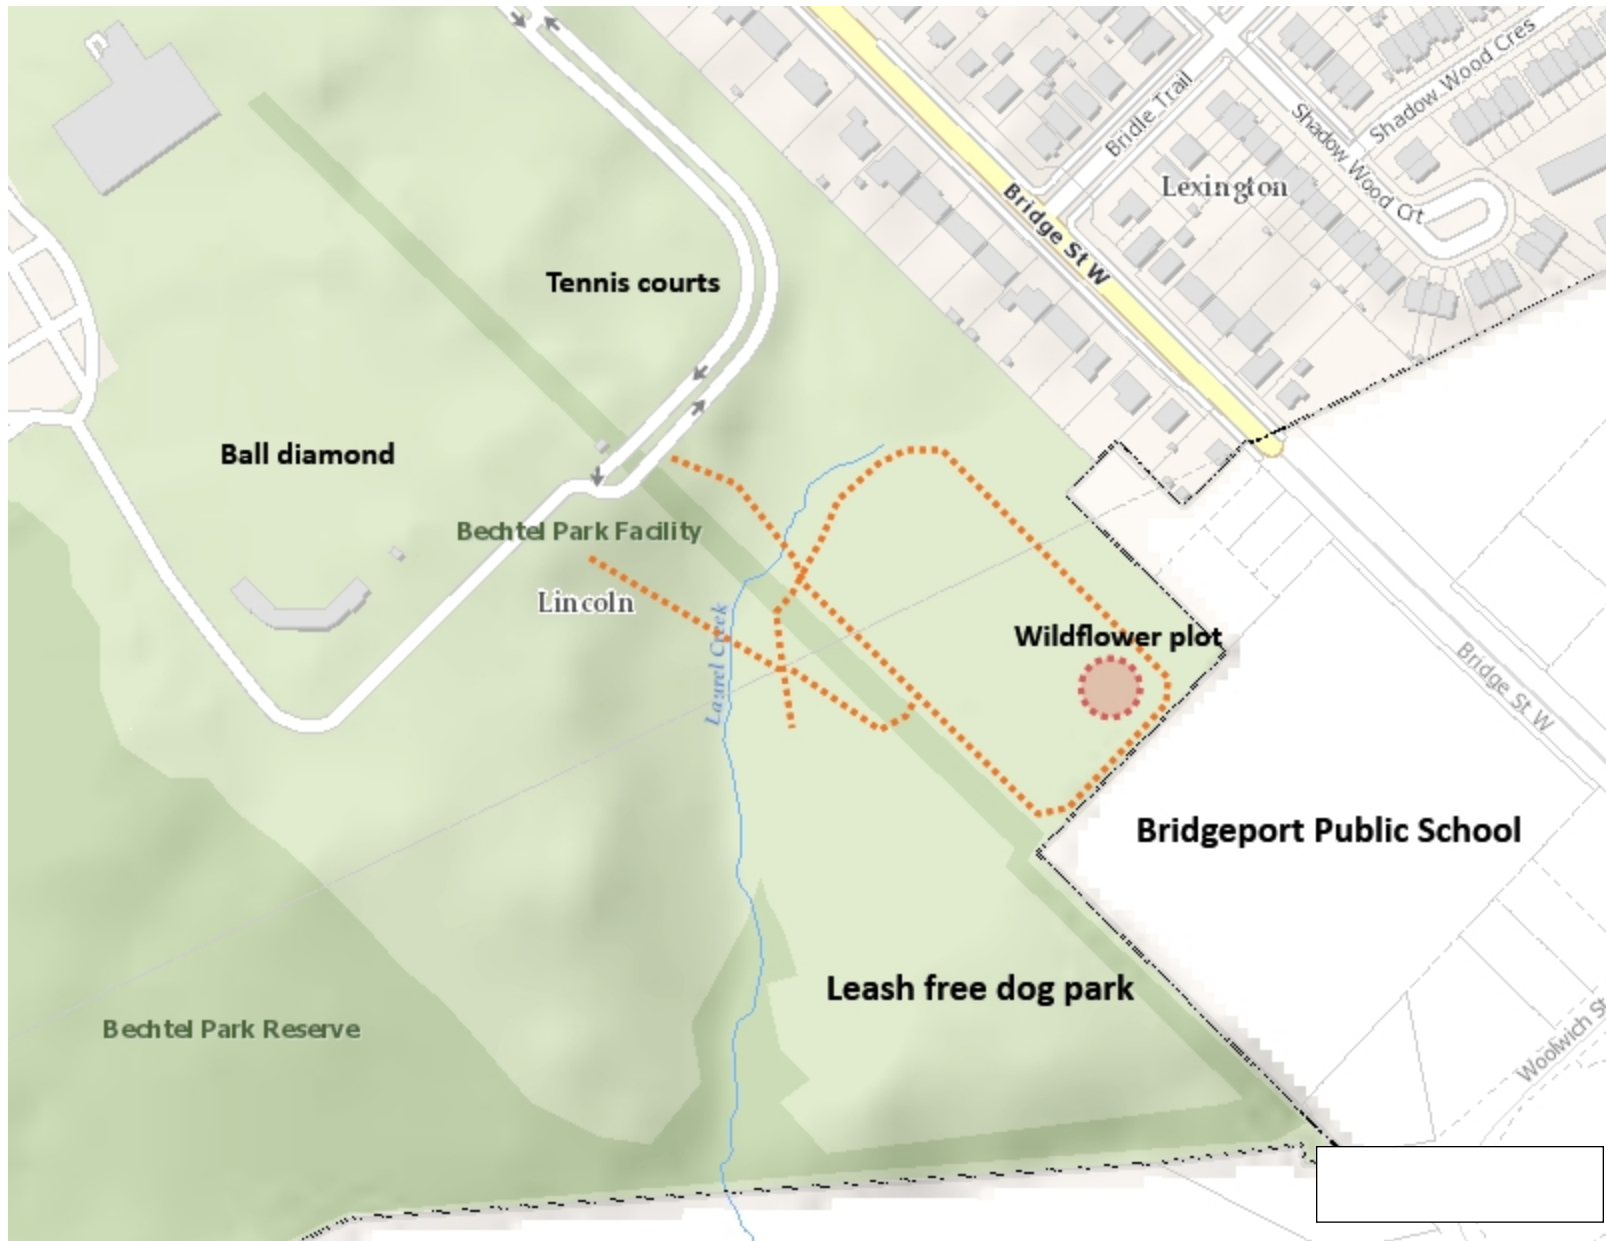 Shadow Wood Cres
Bridle Trail
Shadow Wood Crt
Lexington
Bridge St W
Tennis courts
Ball diamond
Bechtel Park Facility
Lincoln
Laurel Creek
Wildflower plot
Bridge St W
Bridgeport Public School
Leash free dog park
Bechtel Park Reserve
Woolwich St